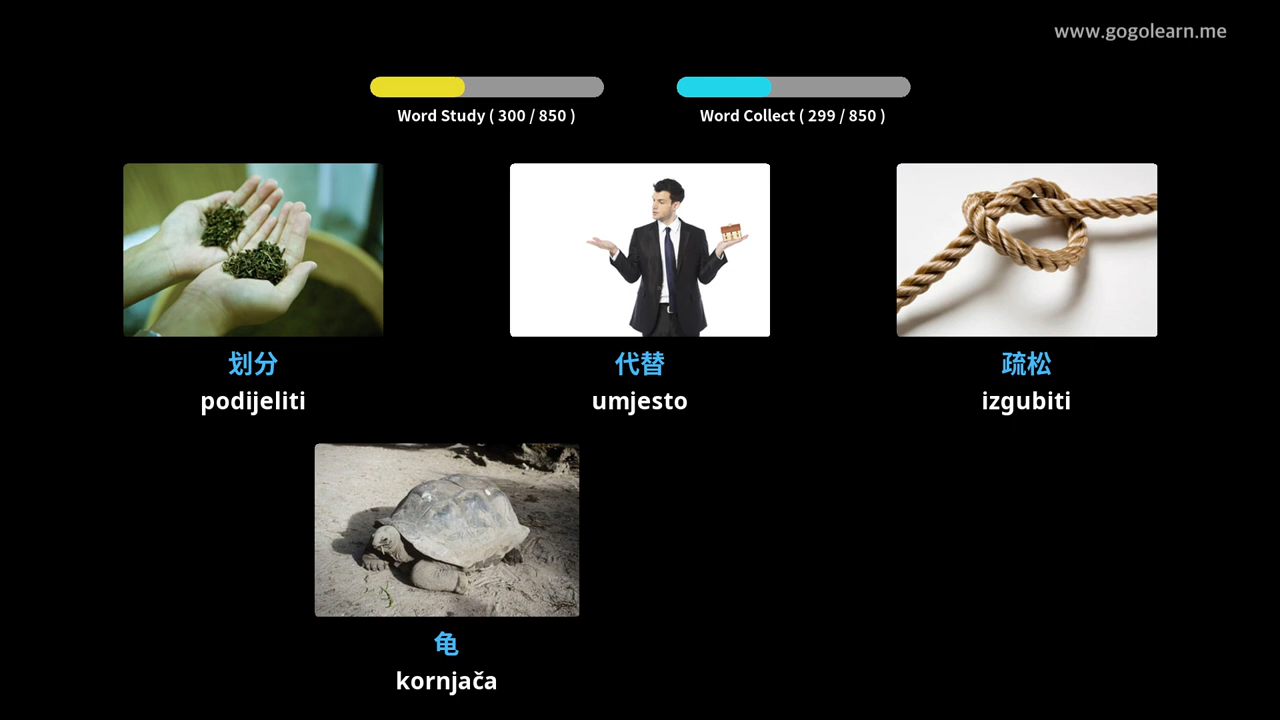 www.gogolearn.me
Word Study ( 300 / 850 )
Word Collect ( 299 / 850 )
划分
podijeliti
代替
umjesto
疏松
izgubiti
龟
kornjača